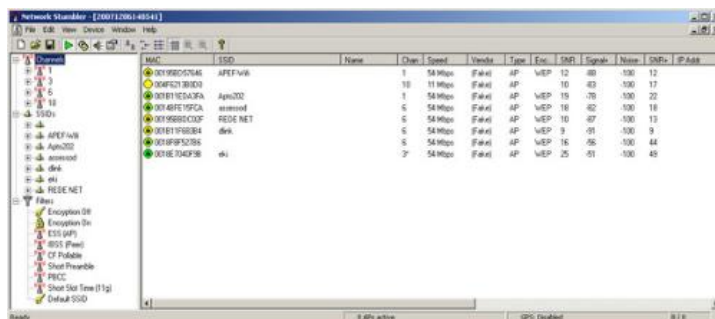 Network Stumbler - [20071206140541]
File Edit View Device Window Help
Channels
1
3
6
10
SSIDs
APEF-Wifi
Aptn202
assessod
dlink
eki
REDE NET
Filters
Encryption Off
Encryption On
ESS (AP)
IBSS (Peer)
CF Pollable
Short Preamble
PBCC
Short Slot Time (11g)
Default SSID
MAC SSID Name Chan Speed Vendor Type Enc. SNR Signal+ Noise- SNR+ IP Addr
APEF-Wifi 1 54 Mbps (Fake) AP WEP 12 -88 -100 12
10 11 Mbps (Fake) AP 10 -83 -100 17
Aptn202 1 54 Mbps (Fake) AP WEP 19 -78 -100 22
assessod 6 54 Mbps (Fake) AP WEP 18 -82 -100 18
REDE NET 6 54 Mbps (Fake) AP WEP 10 -87 -100 13
dlink 6 54 Mbps (Fake) AP WEP 9 -91 -100 9
6 54 Mbps (Fake) AP WEP 16 -56 -100 44
eki 3* 54 Mbps (Fake) AP WEP 25 -51 -100 49
Ready 8 APs active GPS: Disabled 8 / 8